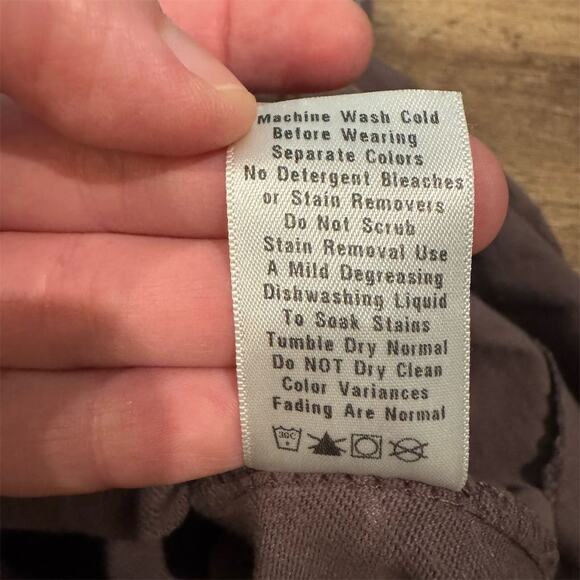 Machine Wash Cold
Before Wearing
Separate Colors
No Detergent Bleaches
or Stain Removers
Do Not Scrub
Stain Removal Use
A Mild Degreasing
Dishwashing Liquid
To Soak Stains
Tumble Dry Normal
Do NOT Dry Clean
Color Variances
Fading Are Normal
30C